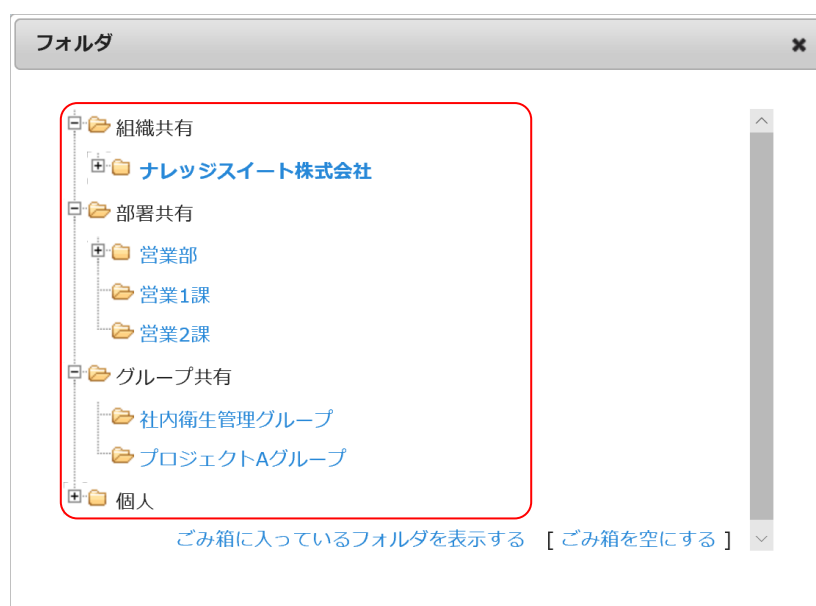 フォルダ
組織共有
ナレッジスイート株式会社
部署共有
営業部
営業1課
営業2課
グループ共有
社内衛生管理グループ
プロジェクトAグループ
個人
ごみ箱に入っているフォルダを表示する [ ごみ箱を空にする ]